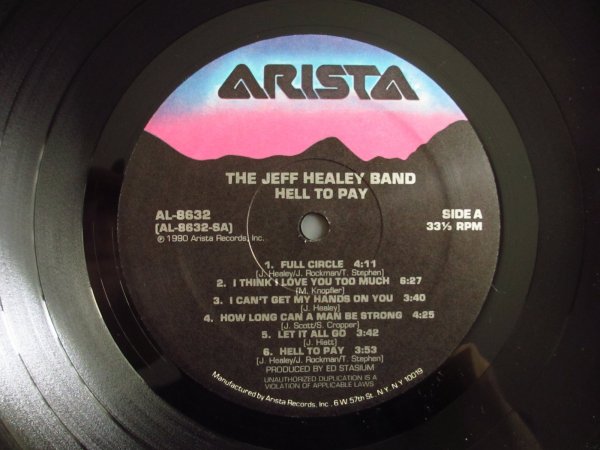 ARISTA
THE JEFF HEALEY BAND
HELL TO PAY
AL-8632
(AL-8632-SA)
℗ 1990 Arista Records, Inc.
SIDE A
33⅓ RPM
1. FULL CIRCLE 4:11
(J. Healey/J. Rockman/T. Stephen)
2. I THINK I LOVE YOU TOO MUCH 6:27
(M. Knopfler)
3. I CAN'T GET MY HANDS ON YOU 3:40
(J. Healey)
4. HOW LONG CAN A MAN BE STRONG 4:25
(J. Scott/S. Cropper)
5. LET IT ALL GO 3:42
(J. Hiatt)
6. HELL TO PAY 3:53
(J. Healey/J. Rockman/T. Stephen)
PRODUCED BY ED STASIUM
UNAUTHORIZED DUPLICATION IS A
VIOLATION OF APPLICABLE LAWS
Manufactured by Arista Records, Inc. 6 W 57th St. N.Y. N.Y 10019